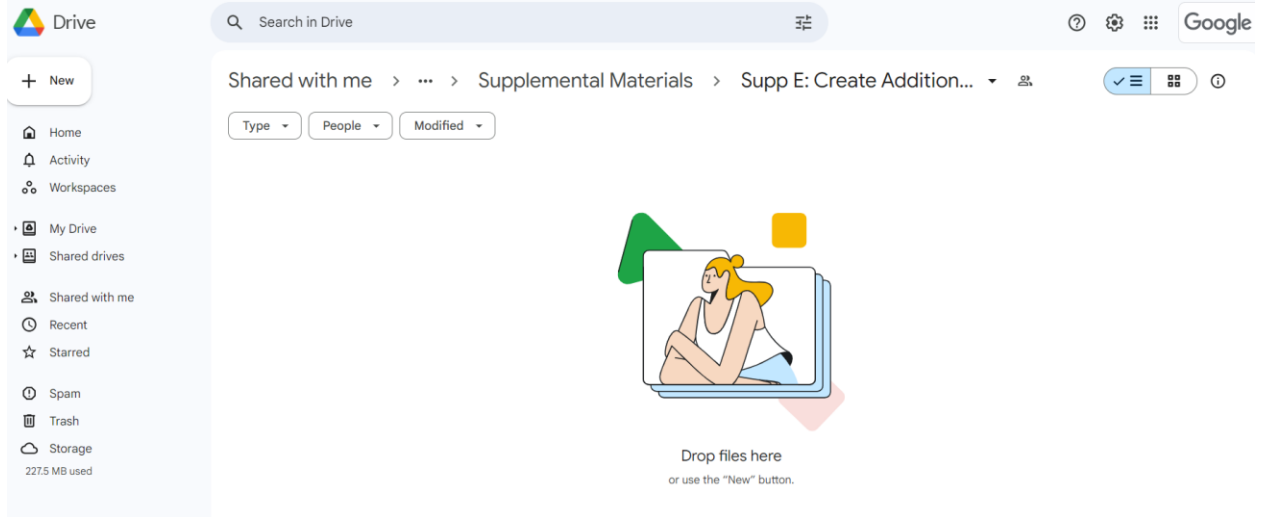 Drive
Search in Drive
Google
New
Shared with me > ... > Supplemental Materials > Supp E: Create Addition...
Type People Modified
Home
Activity
Workspaces
My Drive
Shared drives
Shared with me
Recent
Starred
Spam
Trash
Storage
227.5 MB used
Drop files here
or use the "New" button.